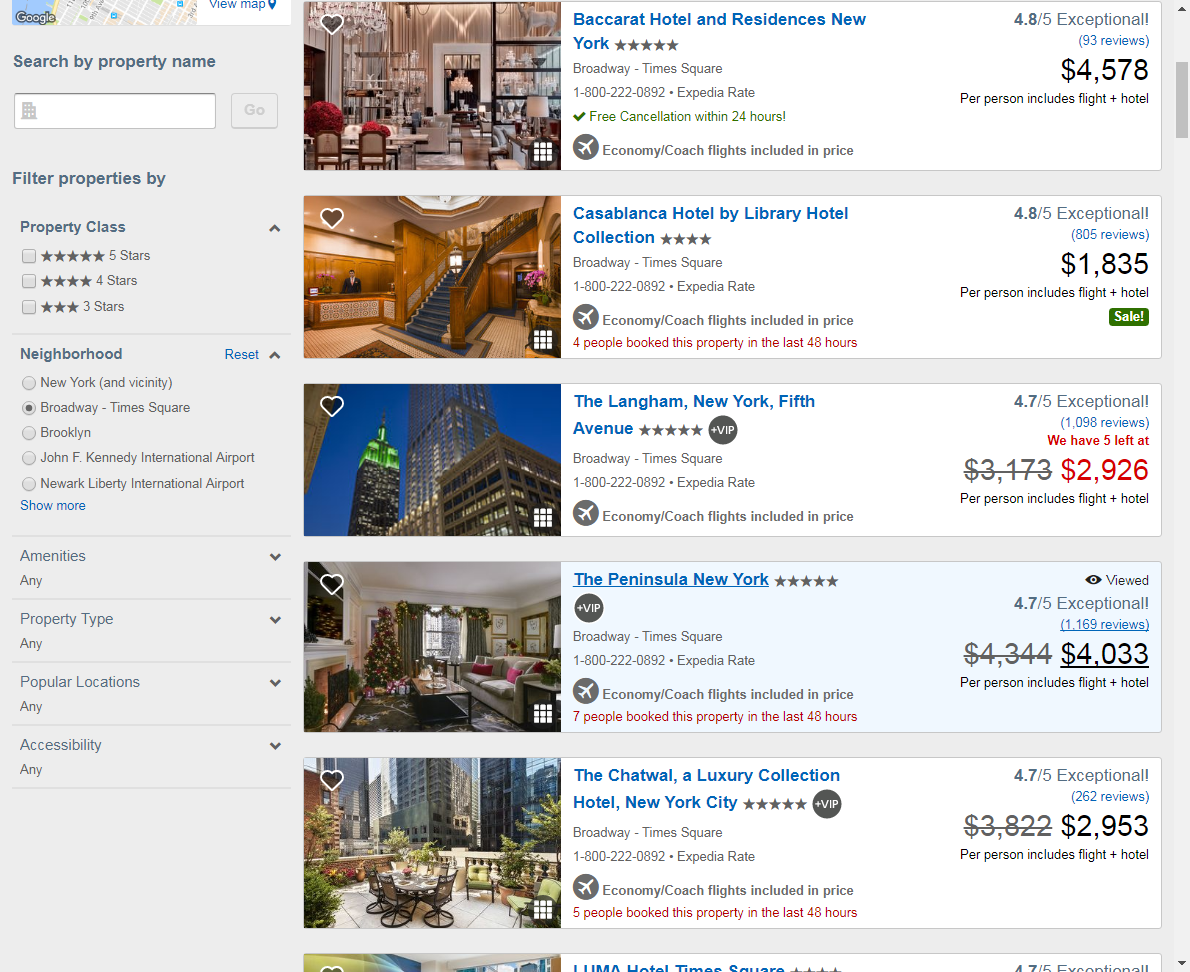 Google
View map
Search by property name
Go
Filter properties by
Property Class
★★★★★ 5 Stars
★★★★ 4 Stars
★★★ 3 Stars
Neighborhood Reset
New York (and vicinity)
Broadway - Times Square
Brooklyn
John F. Kennedy International Airport
Newark Liberty International Airport
Show more
Amenities
Any
Property Type
Any
Popular Locations
Any
Accessibility
Any
Baccarat Hotel and Residences New
York ★★★★★
Broadway - Times Square
1-800-222-0892 • Expedia Rate
✔ Free Cancellation within 24 hours!
Economy/Coach flights included in price
4.8/5 Exceptional!
(93 reviews)
$4,578
Per person includes flight + hotel
Casablanca Hotel by Library Hotel
Collection ★★★★
Broadway - Times Square
1-800-222-0892 • Expedia Rate
Economy/Coach flights included in price
4 people booked this property in the last 48 hours
4.8/5 Exceptional!
(805 reviews)
$1,835
Per person includes flight + hotel
Sale!
The Langham, New York, Fifth
Avenue ★★★★★ +VIP
Broadway - Times Square
1-800-222-0892 • Expedia Rate
Economy/Coach flights included in price
4.7/5 Exceptional!
(1,098 reviews)
We have 5 left at
$3,173 $2,926
Per person includes flight + hotel
The Peninsula New York ★★★★★
+VIP
Broadway - Times Square
1-800-222-0892 • Expedia Rate
Economy/Coach flights included in price
7 people booked this property in the last 48 hours
Viewed
4.7/5 Exceptional!
(1,169 reviews)
$4,344 $4,033
Per person includes flight + hotel
The Chatwal, a Luxury Collection
Hotel, New York City ★★★★★ +VIP
Broadway - Times Square
1-800-222-0892 • Expedia Rate
Economy/Coach flights included in price
5 people booked this property in the last 48 hours
4.7/5 Exceptional!
(262 reviews)
$3,822 $2,953
Per person includes flight + hotel
LUMA Hotel Times Square ★★★★
4.7/5 Exceptional!